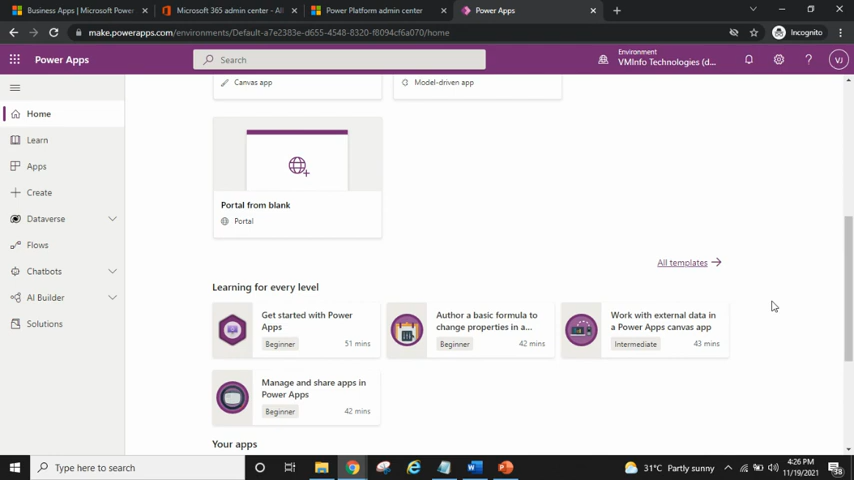 Business Apps | Microsoft Power
Microsoft 365 admin center - All
Power Platform admin center
Power Apps
make.powerapps.com/environments/Default-a7e2383e-d655-4548-8320-f8094cf6a070/home
Incognito
Power Apps
Search
Environment
VMInfo Technologies (d...
VJ
Canvas app
Model-driven app
Home
Learn
Apps
Create
Dataverse
Flows
Chatbots
AI Builder
Solutions
Portal from blank
Portal
All templates
Learning for every level
Get started with Power
Apps
Beginner
51 mins
Author a basic formula to
change properties in a...
Beginner
42 mins
Work with external data in
a Power Apps canvas app
Intermediate
43 mins
Manage and share apps in
Power Apps
Beginner
42 mins
Your apps
Type here to search
31°C Partly sunny
4:26 PM
11/19/2021
38